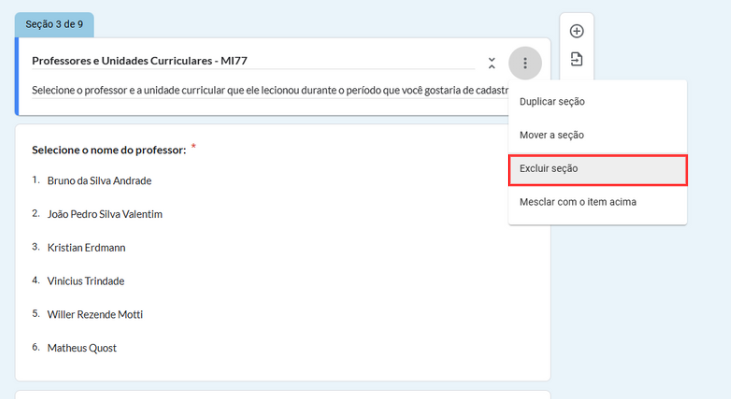 Seção 3 de 9
Professores e Unidades Curriculares - MI77
Selecione o professor e a unidade curricular que ele lecionou durante o período que você gostaria de cadastr
Duplicar seção
Mover a seção
Excluir seção
Mesclar com o item acima
Selecione o nome do professor: *
1. Bruno da Silva Andrade
2. João Pedro Silva Valentim
3. Kristian Erdmann
4. Vinicius Trindade
5. Willer Rezende Motti
6. Matheus Quost